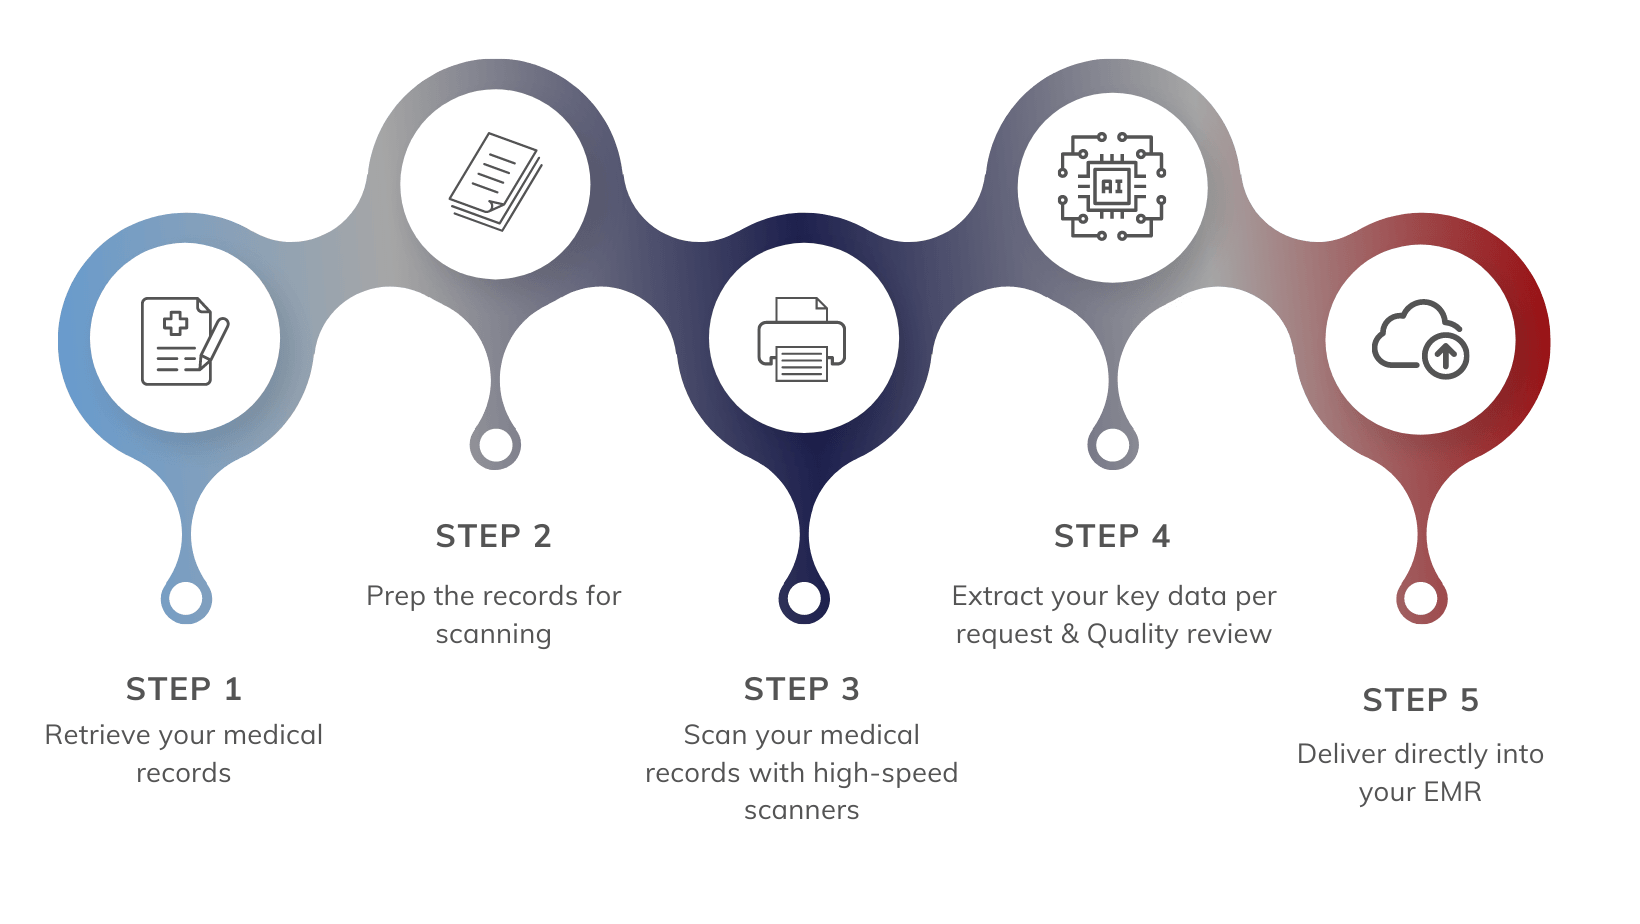 AI
STEP 1
Retrieve your medical
records
STEP 2
Prep the records for
scanning
STEP 3
Scan your medical
records with high-speed
scanners
STEP 4
Extract your key data per
request & Quality review
STEP 5
Deliver directly into
your EMR